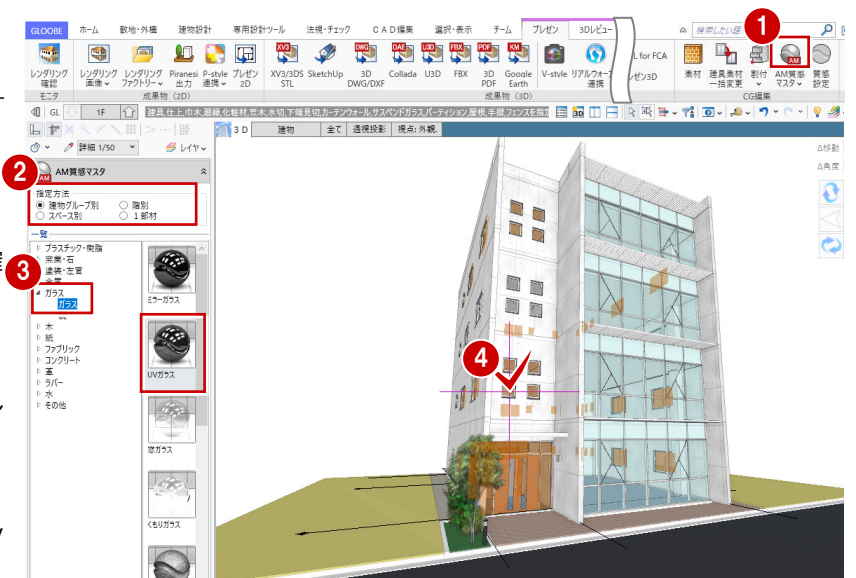 1
GLOOBE ホーム 敷地・外構 建物設計 専用設計ツール 法規・チェック CAD編集 選択・表示 チーム プレゼン 3Dレビュー 検索したい語
レンダリング確認 レンダリング画像 レンダリングファクトリー Piranesi出力 P-style連携 プレゼン2D
XV3/3DS STL SketchUp 3D DWG/DXF Collada U3D FBX 3D PDF Google Earth V-style リアルウォーカー連携
L for FCA
ゼン3D
素材 建具素材一括変更 割付 AM質感マスタ 質感設定
モニタ 成果物 (2D) 成果物 (3D) CG編集
GL 1F
詳細 1/50 レイヤ
3D 建物 全て 透視投影 視点: 外観.
△移動
△角度
2
AM質感マスタ
指定方法
建物グループ別 階別
スペース別 1部材
一覧
3
プラスチック・樹脂
窯業・石
塗装・左官
金属
ガラス
ガラス
木
紙
ファブリック
コンクリート
革
ラバー
水
その他
ミラーガラス
UVガラス
窓ガラス
くもりガラス
4